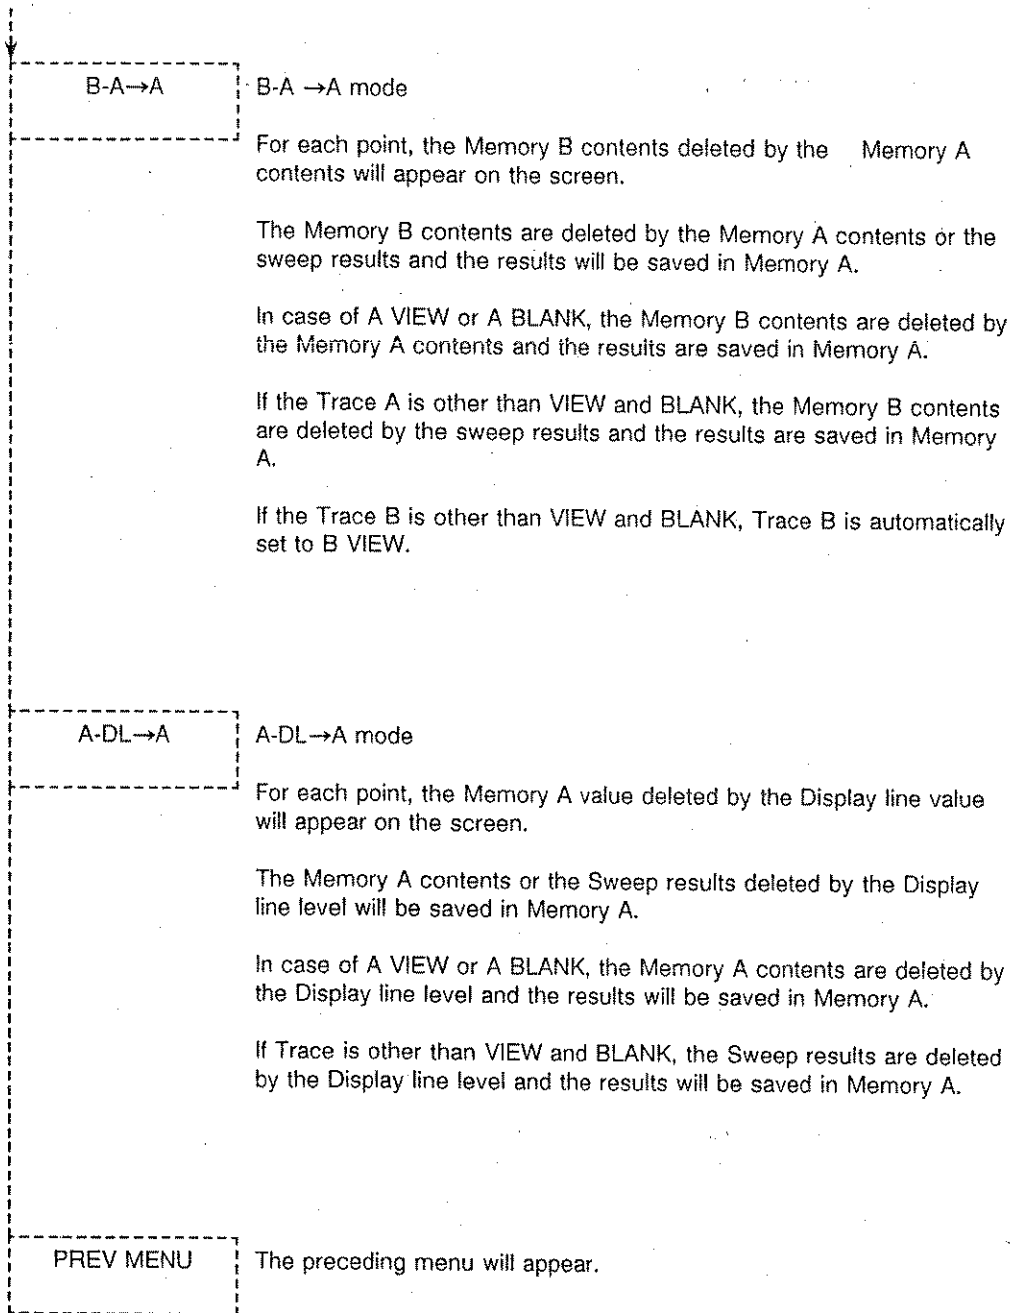 B-A→A
B-A →A mode
For each point, the Memory B contents deleted by the Memory A
contents will appear on the screen.
The Memory B contents are deleted by the Memory A contents or the
sweep results and the results will be saved in Memory A.
In case of A VIEW or A BLANK, the Memory B contents are deleted by
the Memory A contents and the results are saved in Memory A.
If the Trace A is other than VIEW and BLANK, the Memory B contents
are deleted by the sweep results and the results are saved in Memory
A.
If the Trace B is other than VIEW and BLANK, Trace B is automatically
set to B VIEW.
A-DL→A
A-DL→A mode
For each point, the Memory A value deleted by the Display line value
will appear on the screen.
The Memory A contents or the Sweep results deleted by the Display
line level will be saved in Memory A.
In case of A VIEW or A BLANK, the Memory A contents are deleted by
the Display line level and the results will be saved in Memory A.
If Trace is other than VIEW and BLANK, the Sweep results are deleted
by the Display line level and the results will be saved in Memory A.
PREV MENU
The preceding menu will appear.